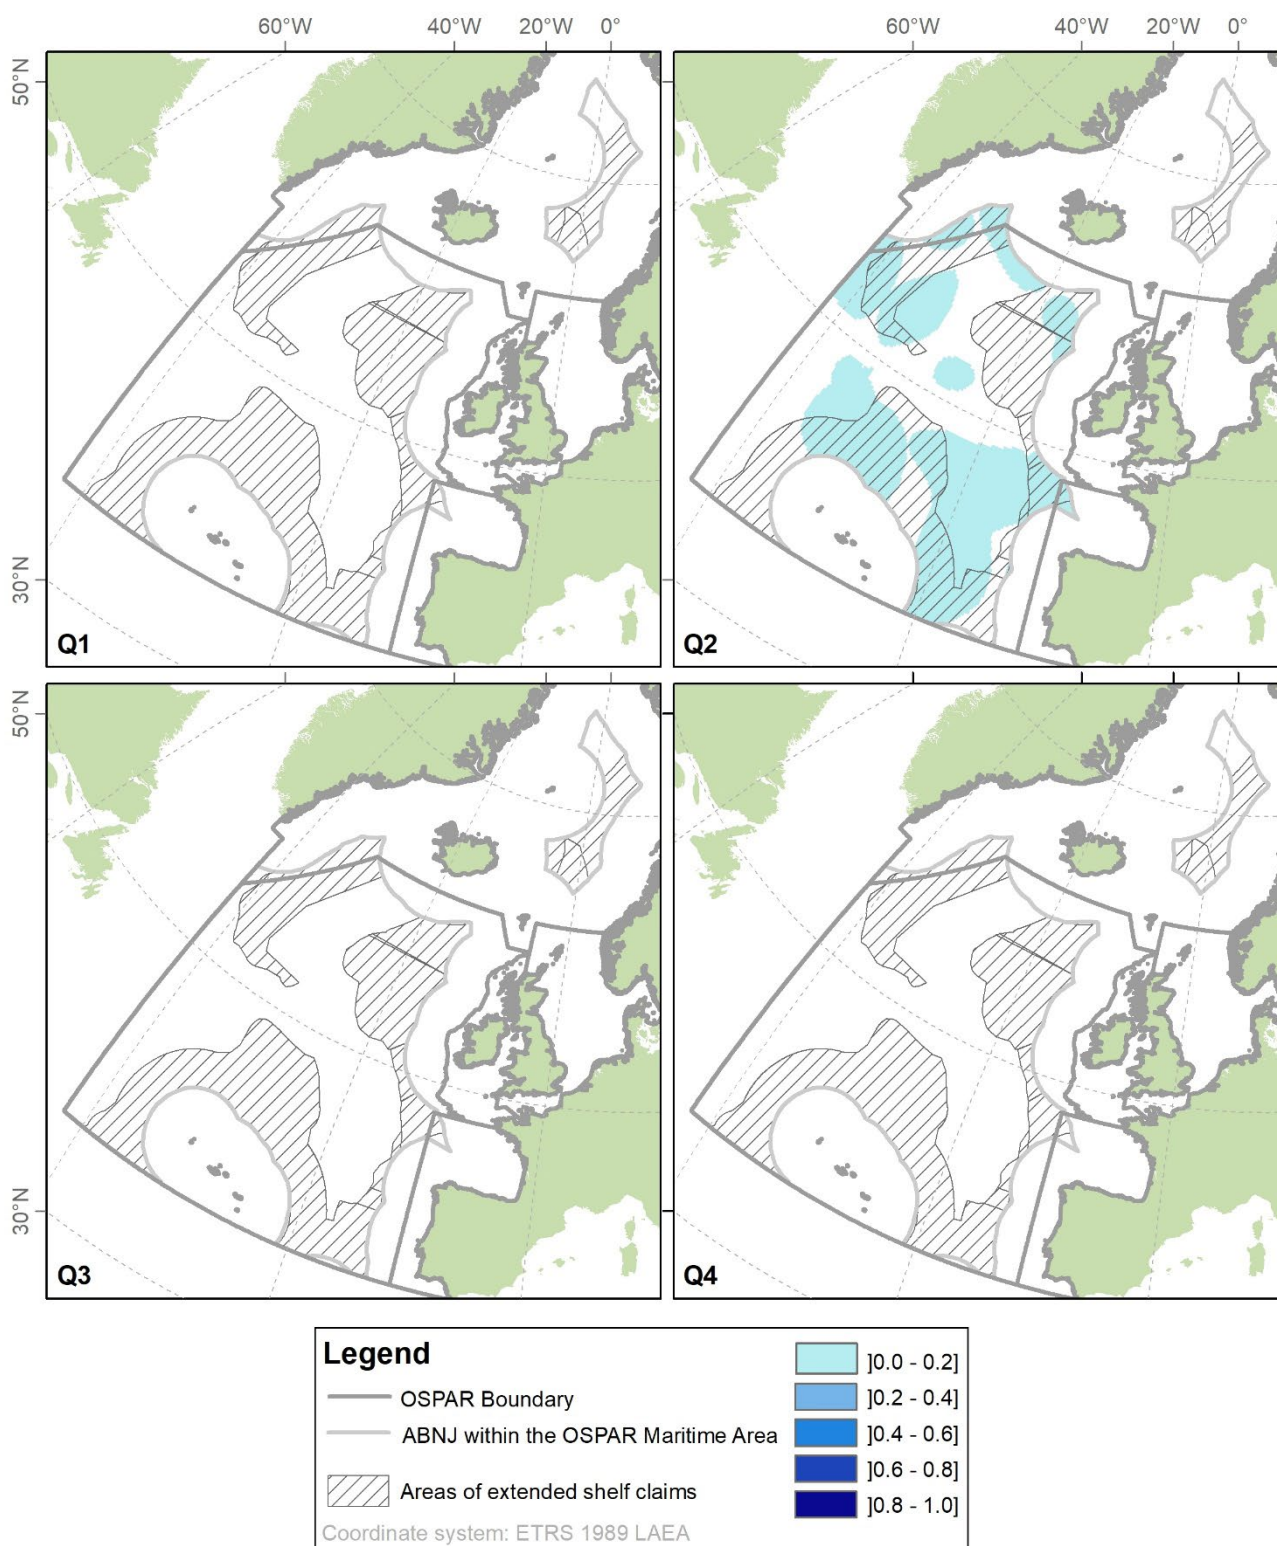 60°W 40°W 20°W 0° 60°W 40°W 20°W 0°
50°N
30°N
Q1 Q2
50°N
30°N
Q3 Q4
Legend
OSPAR Boundary
ABNJ within the OSPAR Maritime Area
Areas of extended shelf claims
Coordinate system: ETRS 1989 LAEA
]0.0 - 0.2]
]0.2 - 0.4]
]0.4 - 0.6]
]0.6 - 0.8]
]0.8 - 1.0]